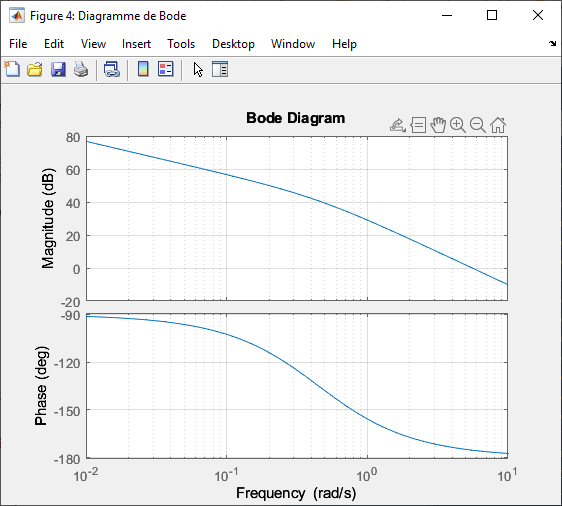 Figure 4: Diagramme de Bode
File Edit View Insert Tools Desktop Window Help
Bode Diagram
Magnitude (dB)
80
60
40
20
0
-20
Phase (deg)
-90
-120
-150
-180
10^-2 10^-1 10^0 10^1
Frequency (rad/s)